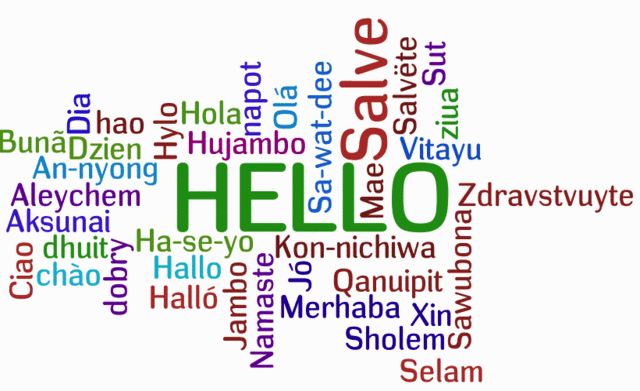 Salve
Salvëte
Sut
ziua
Sa-wat-dee
Olá
napot
Hola
Hylo
hao
Dia
Bunã
Dzien
Hujambo
Vitayu
An-nyong
HELLO
Mae
Zdravstvuyte
Aleychem
Aksunai
Ciao
dhuit
chào
dobry
Ha-se-yo
Hallo
Halló
Jambo
Namaste
Kon-nichiwa
Jó
Qanuipit
Merhaba
Xin
Sawubona
Sholem
Selam